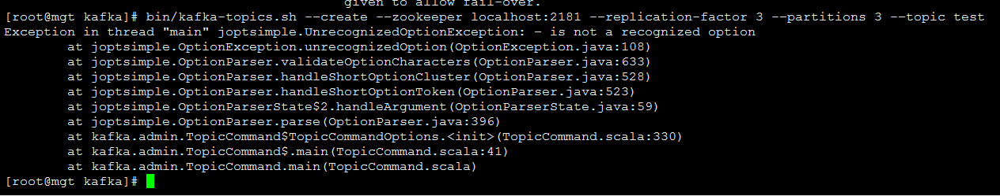 given to allow fail-over.
[root@mgt kafka]# bin/kafka-topics.sh --create --zookeeper localhost:2181 --replication-factor 3 --partitions 3 --topic test
Exception in thread "main" joptsimple.UnrecognizedOptionException: – is not a recognized option
at joptsimple.OptionException.unrecognizedOption(OptionException.java:108)
at joptsimple.OptionParser.validateOptionCharacters(OptionParser.java:633)
at joptsimple.OptionParser.handleShortOptionCluster(OptionParser.java:528)
at joptsimple.OptionParser.handleShortOptionToken(OptionParser.java:523)
at joptsimple.OptionParserState$2.handleArgument(OptionParserState.java:59)
at joptsimple.OptionParser.parse(OptionParser.java:396)
at kafka.admin.TopicCommand$TopicCommandOptions.<init>(TopicCommand.scala:330)
at kafka.admin.TopicCommand$.main(TopicCommand.scala:41)
at kafka.admin.TopicCommand.main(TopicCommand.scala)
[root@mgt kafka]#